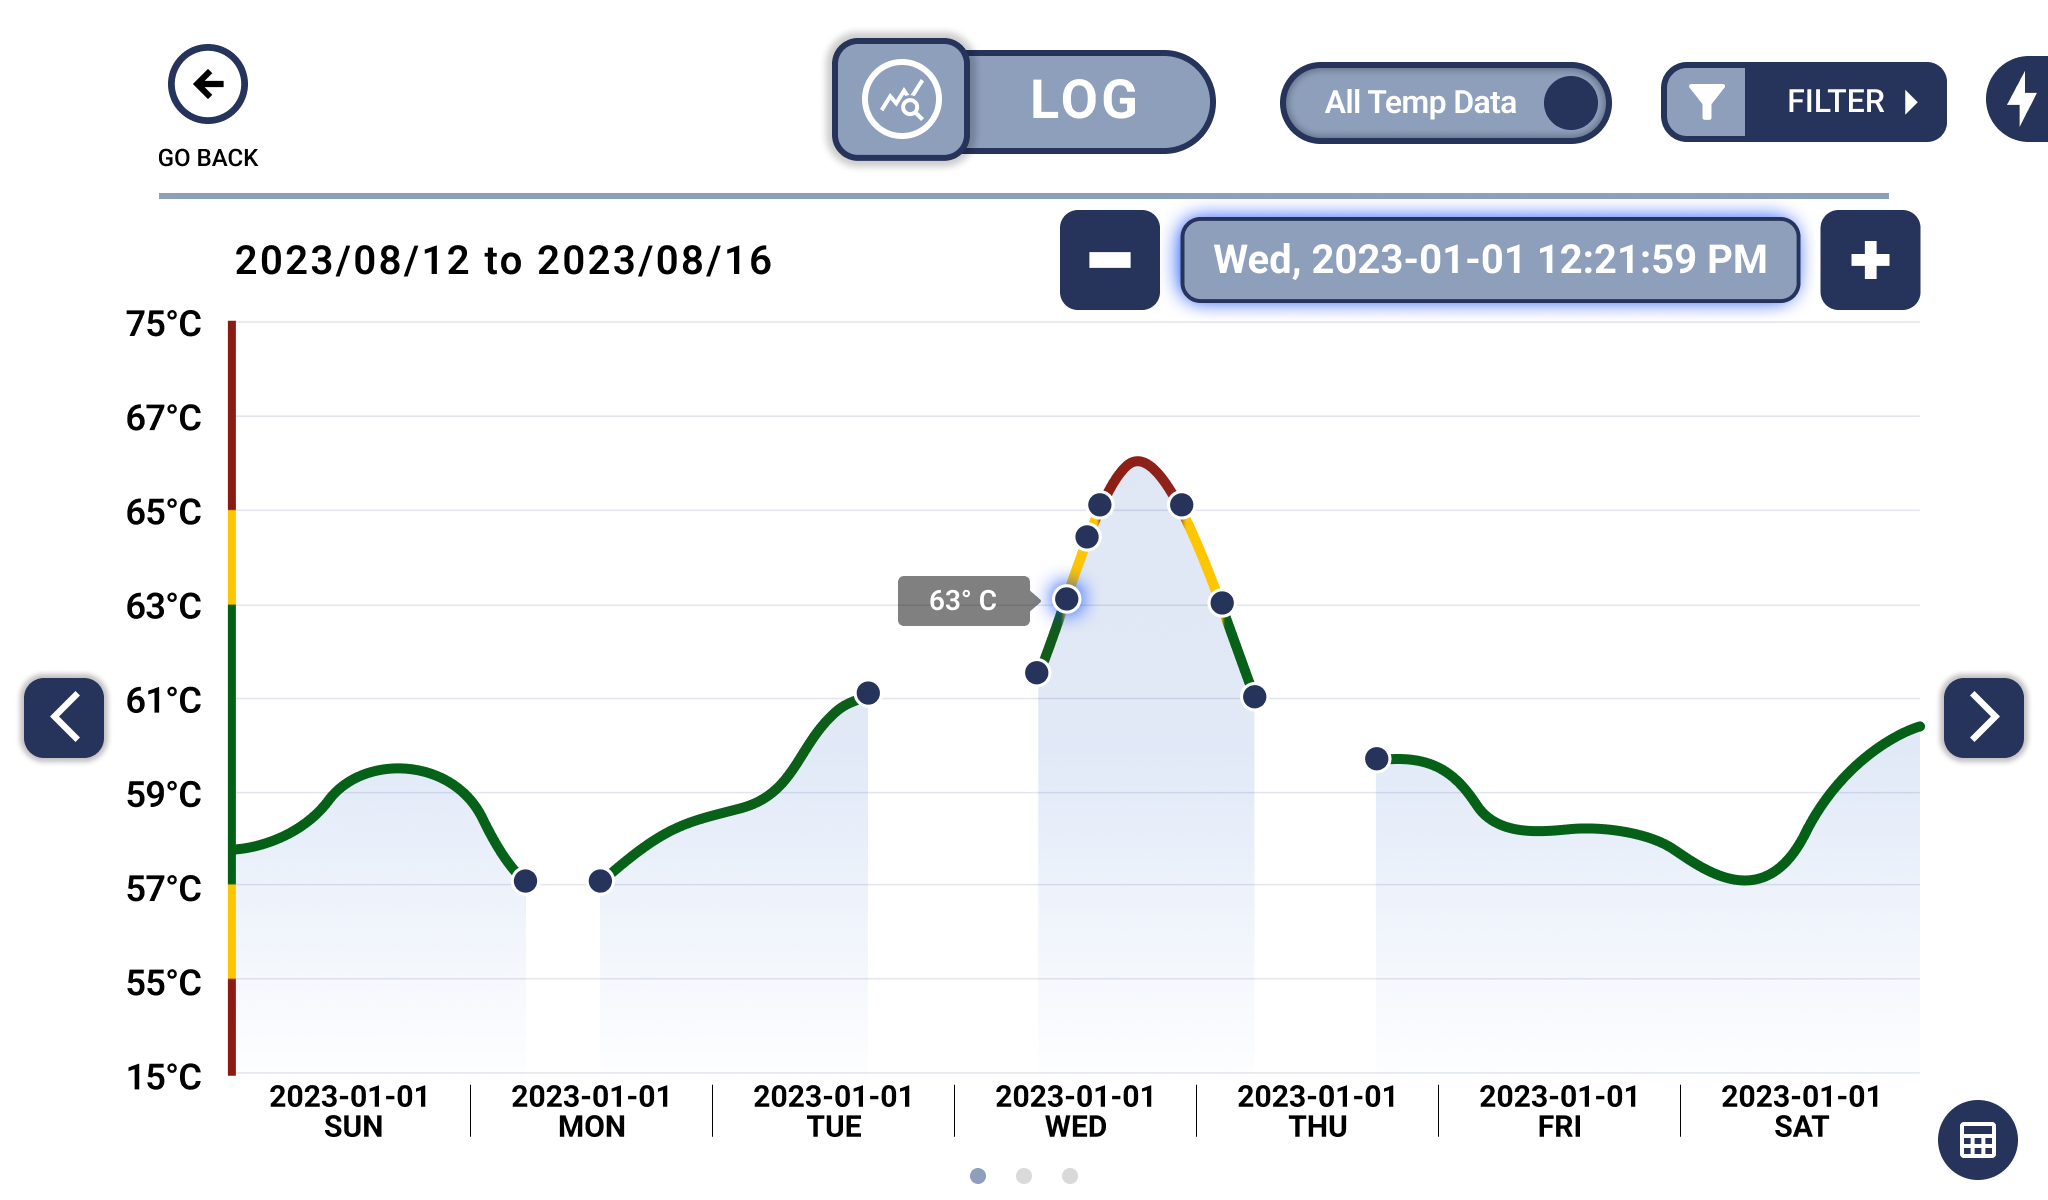 GO BACK
LOG
All Temp Data
FILTER
2023/08/12 to 2023/08/16
Wed, 2023-01-01 12:21:59 PM
75°C
67°C
65°C
63°C
63° C
61°C
59°C
57°C
55°C
15°C
2023-01-01
SUN
2023-01-01
MON
2023-01-01
TUE
2023-01-01
WED
2023-01-01
THU
2023-01-01
FRI
2023-01-01
SAT